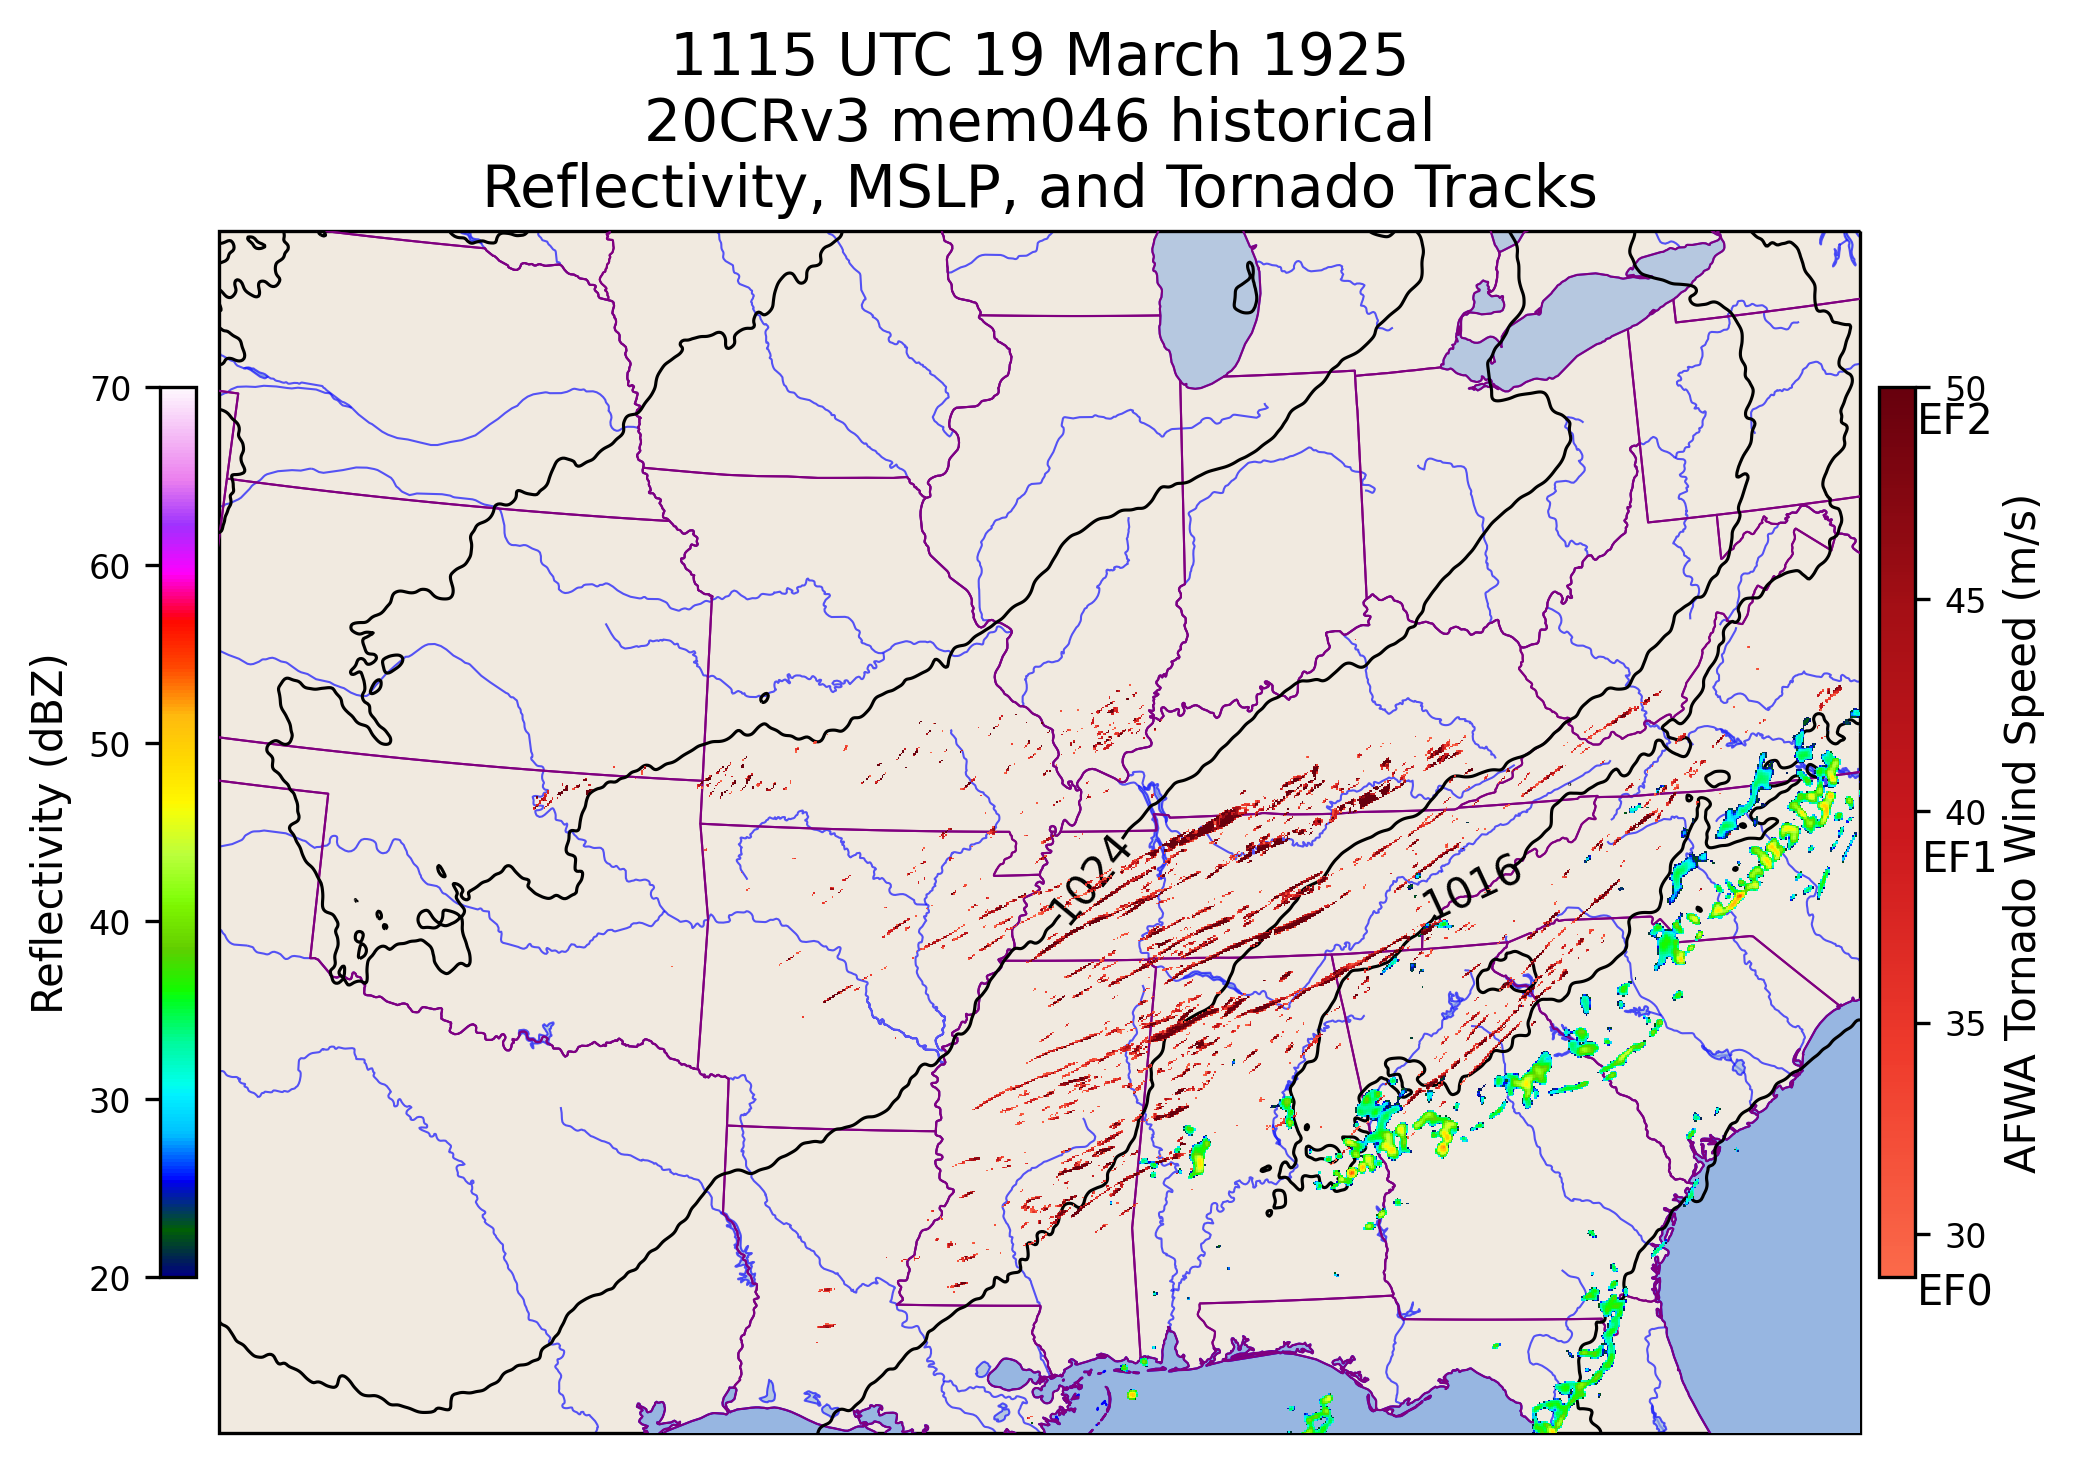 1115 UTC 19 March 1925
20CRv3 mem046 historical
Reflectivity, MSLP, and Tornado Tracks
70
60
50
40
30
20
Reflectivity (dBZ)
1024
1016
50
EF2
45
40
EF1
35
30
EF0
AFWA Tornado Wind Speed (m/s)